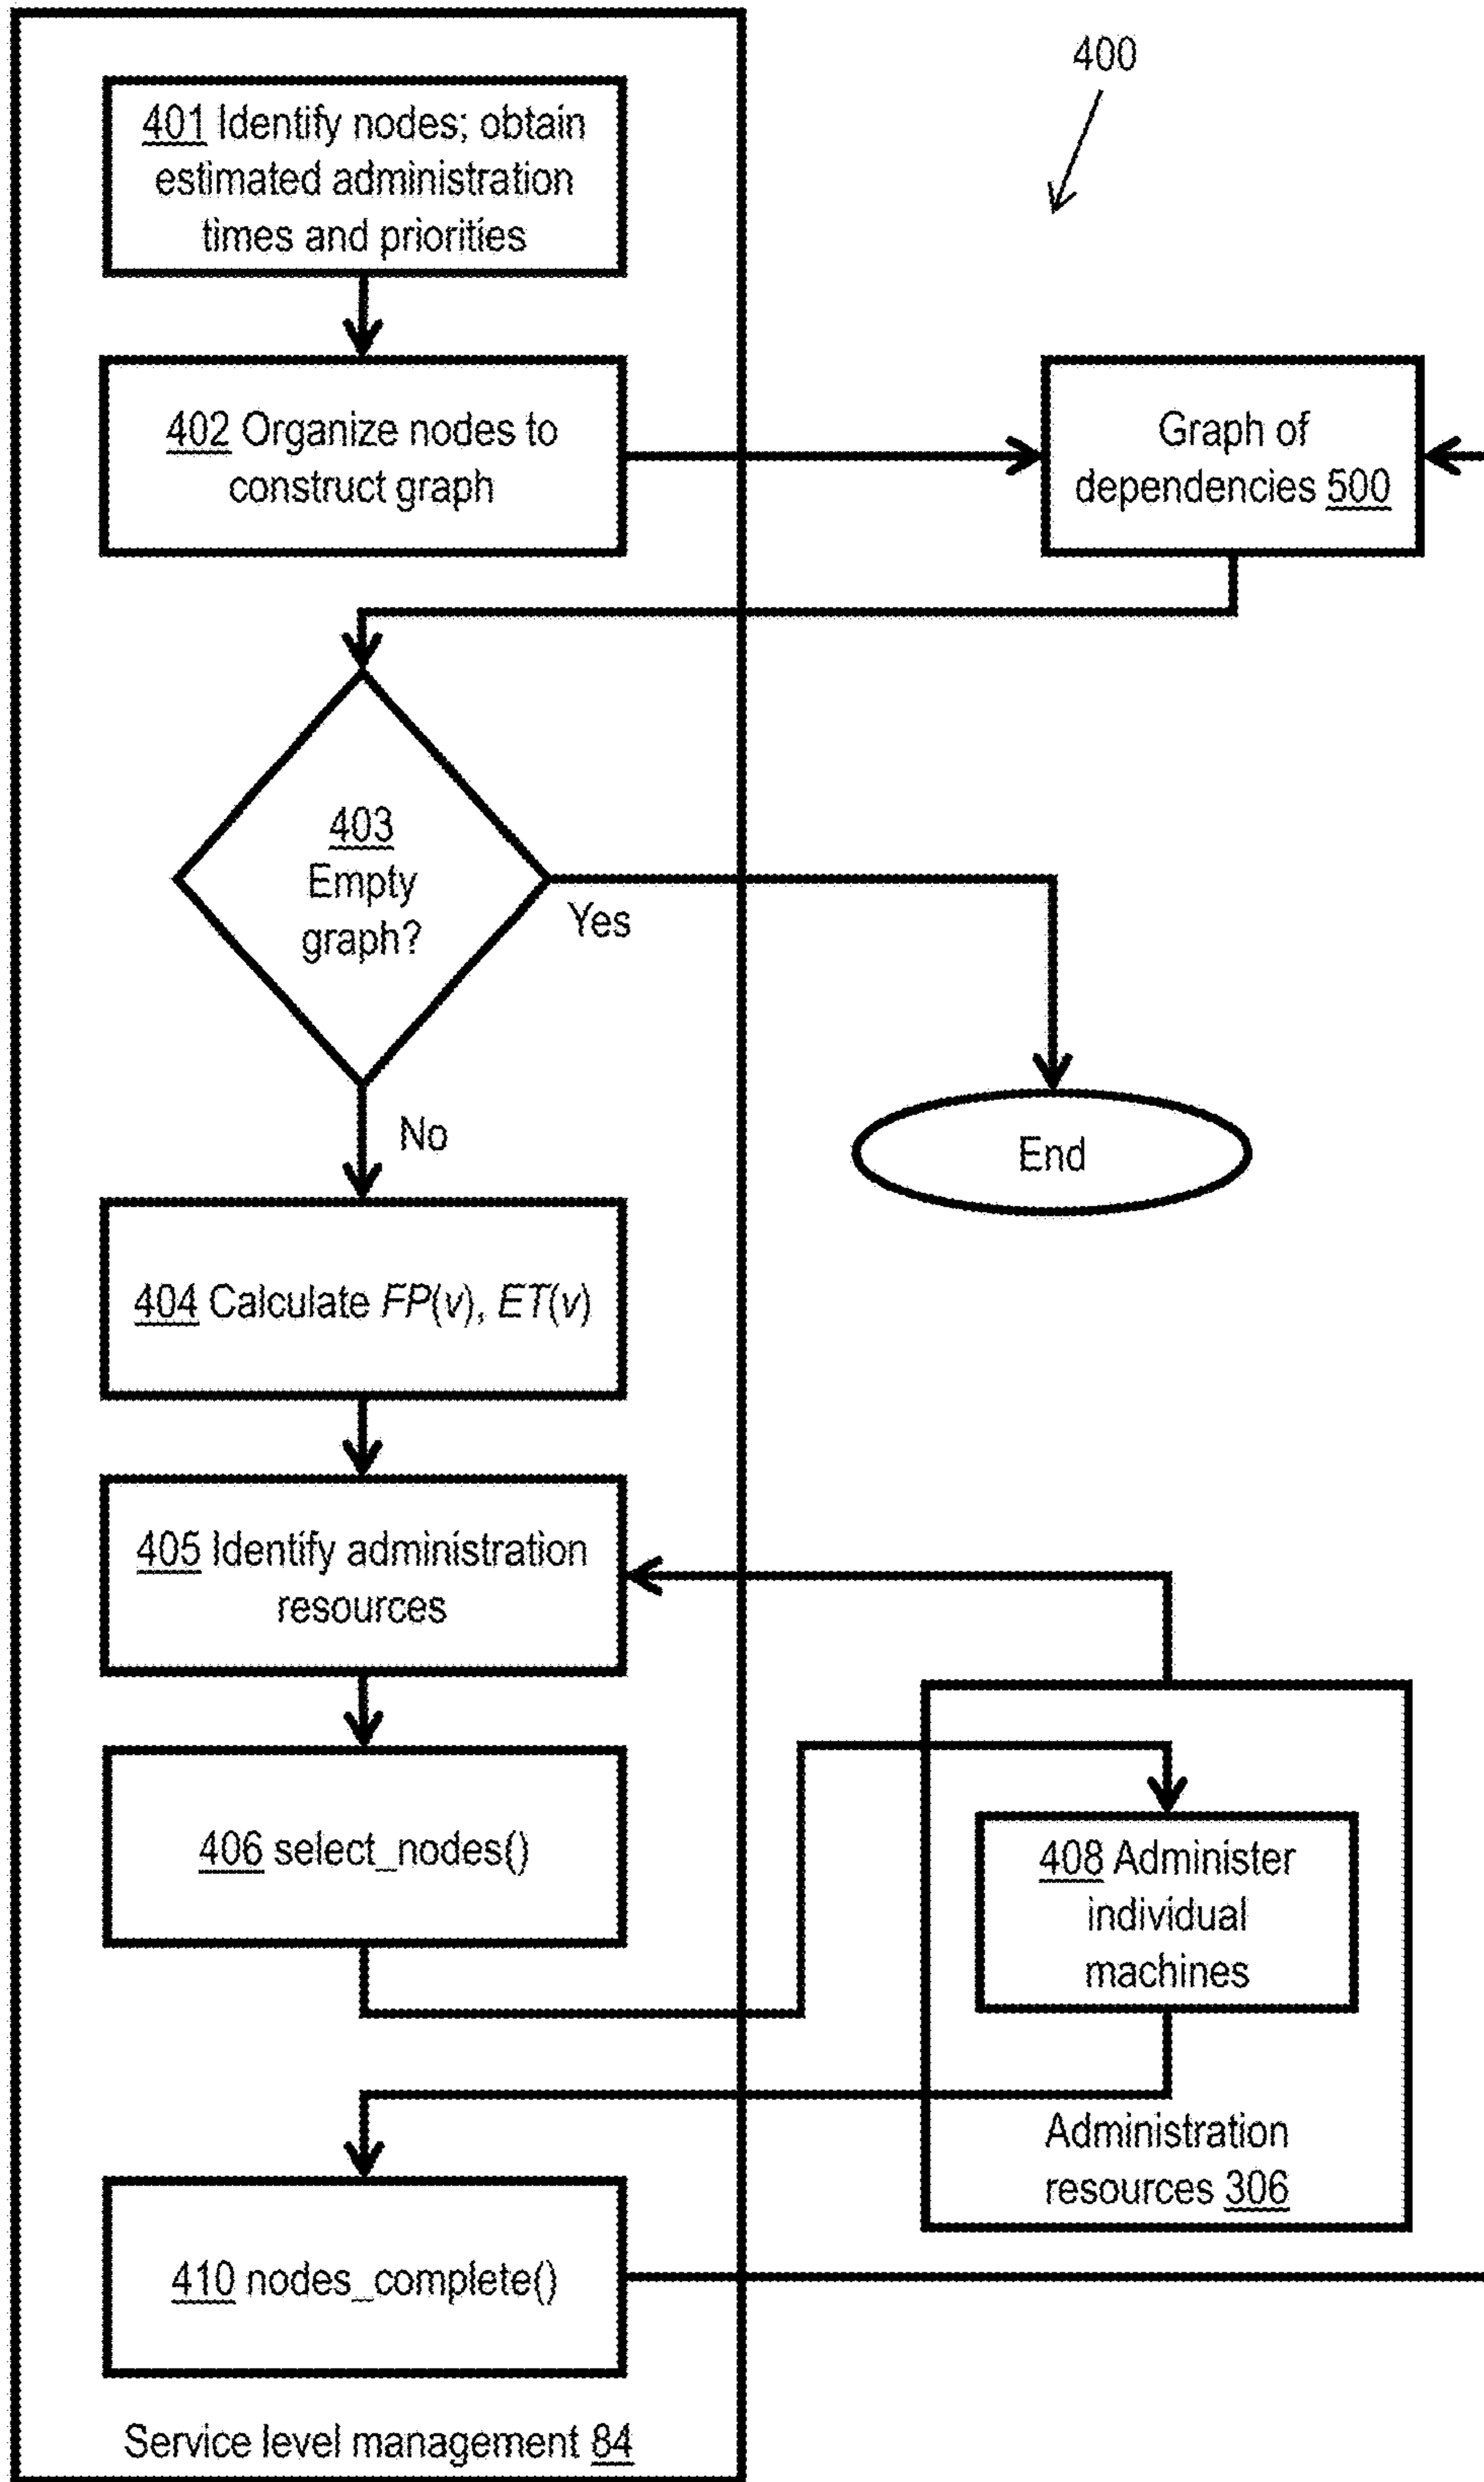 400
401 Identify nodes; obtain
estimated administration
times and priorities
402 Organize nodes to
construct graph
Graph of
dependencies 500
403
Empty
graph?
Yes
No
End
404 Calculate FP(v), ET(v)
405 Identify administration
resources
406 select_nodes()
408 Administer
individual
machines
Administration
resources 306
410 nodes_complete()
Service level management 84